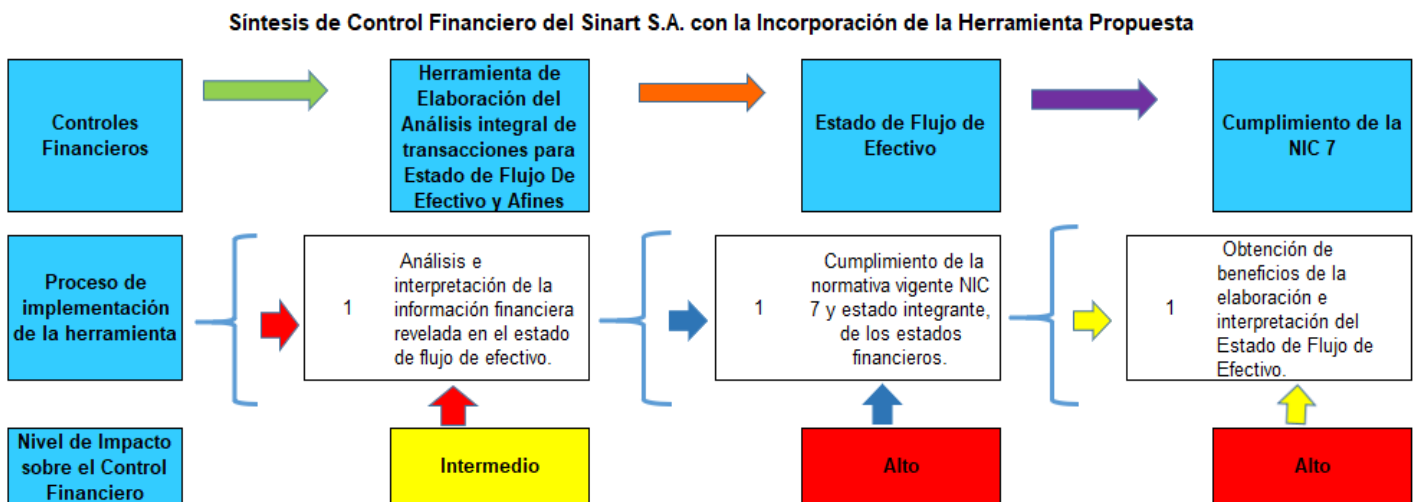 Síntesis de Control Financiero del Sinart S.A. con la Incorporación de la Herramienta Propuesta
Controles
Financieros
Herramienta de
Elaboración del
Análisis integral de
transacciones para
Estado de Flujo De
Efectivo y Afines
Estado de Flujo de
Efectivo
Cumplimiento de la
NIC 7
Proceso de
implementación
de la herramienta
1
Análisis e
interpretación de la
información financiera
revelada en el estado
de flujo de efectivo.
1
Cumplimiento de la
normativa vigente NIC
7 y estado integrante,
de los estados
financieros.
1
Obtención de
beneficios de la
elaboración e
interpretación del
Estado de Flujo de
Efectivo.
Nivel de Impacto
sobre el Control
Financiero
Intermedio
Alto
Alto